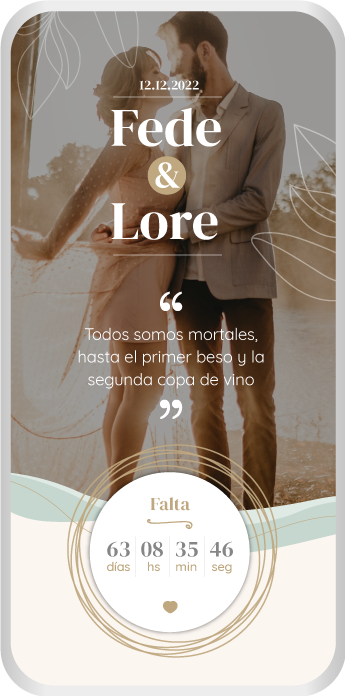 12.12.2022
Fede
&
Lore
“
Todos somos mortales,
hasta el primer beso y la
segunda copa de vino
”
Falta
63 08 35 46
días hs min seg